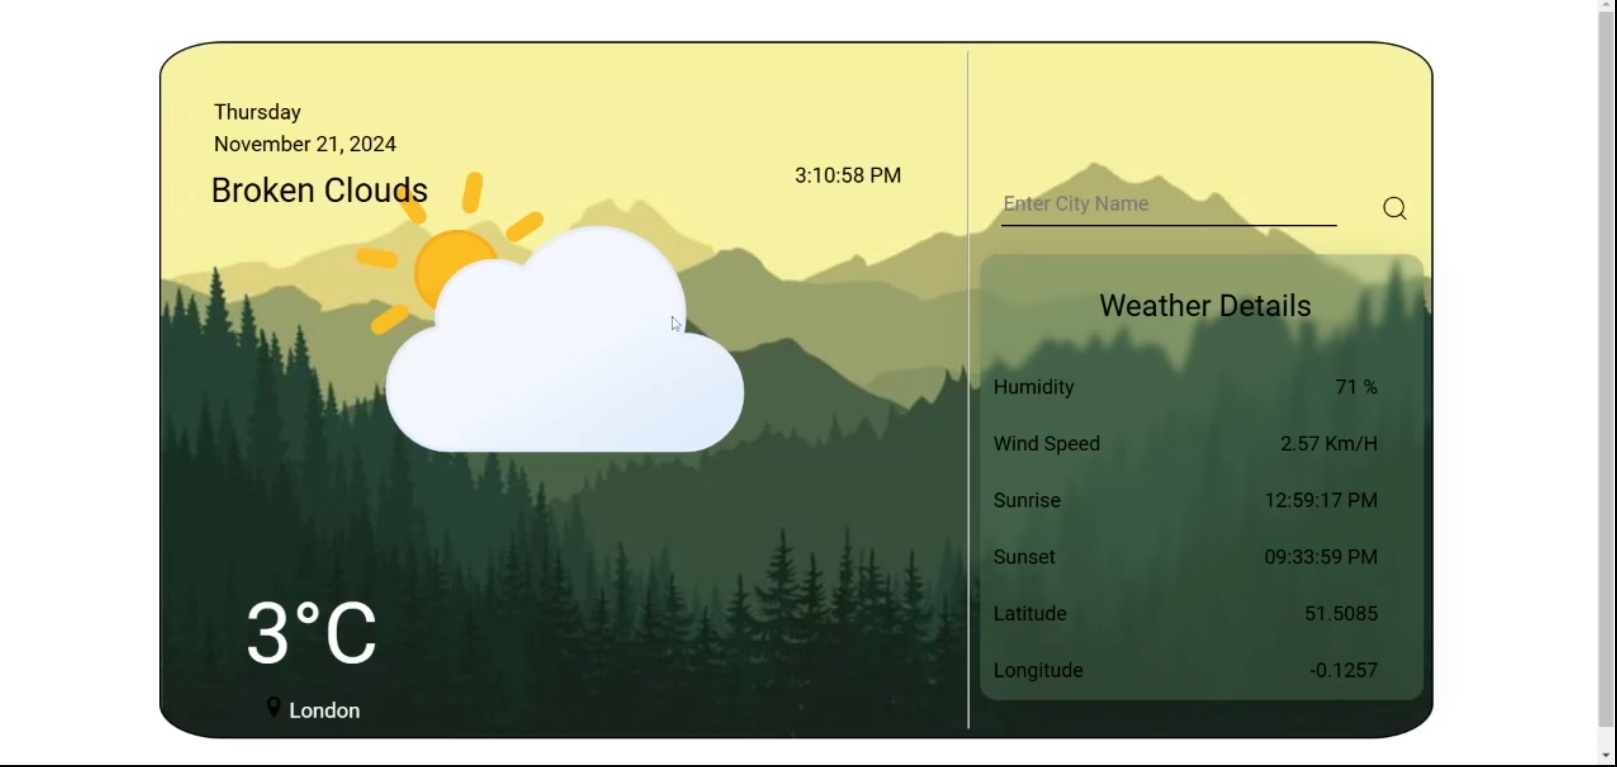 Thursday
November 21, 2024
Broken Clouds
3:10:58 PM
3°C
London
Enter City Name
Weather Details
Humidity 71 %
Wind Speed 2.57 Km/H
Sunrise 12:59:17 PM
Sunset 09:33:59 PM
Latitude 51.5085
Longitude -0.1257